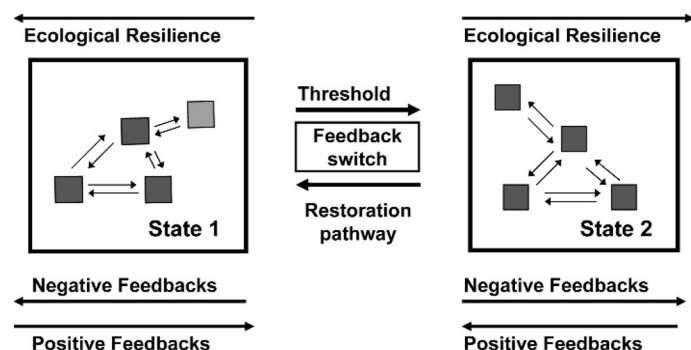 Ecological Resilience
Ecological Resilience
Threshold
Feedback
switch
Restoration
pathway
State 1
State 2
Negative Feedbacks
Negative Feedbacks
Positive Feedbacks
Positive Feedbacks